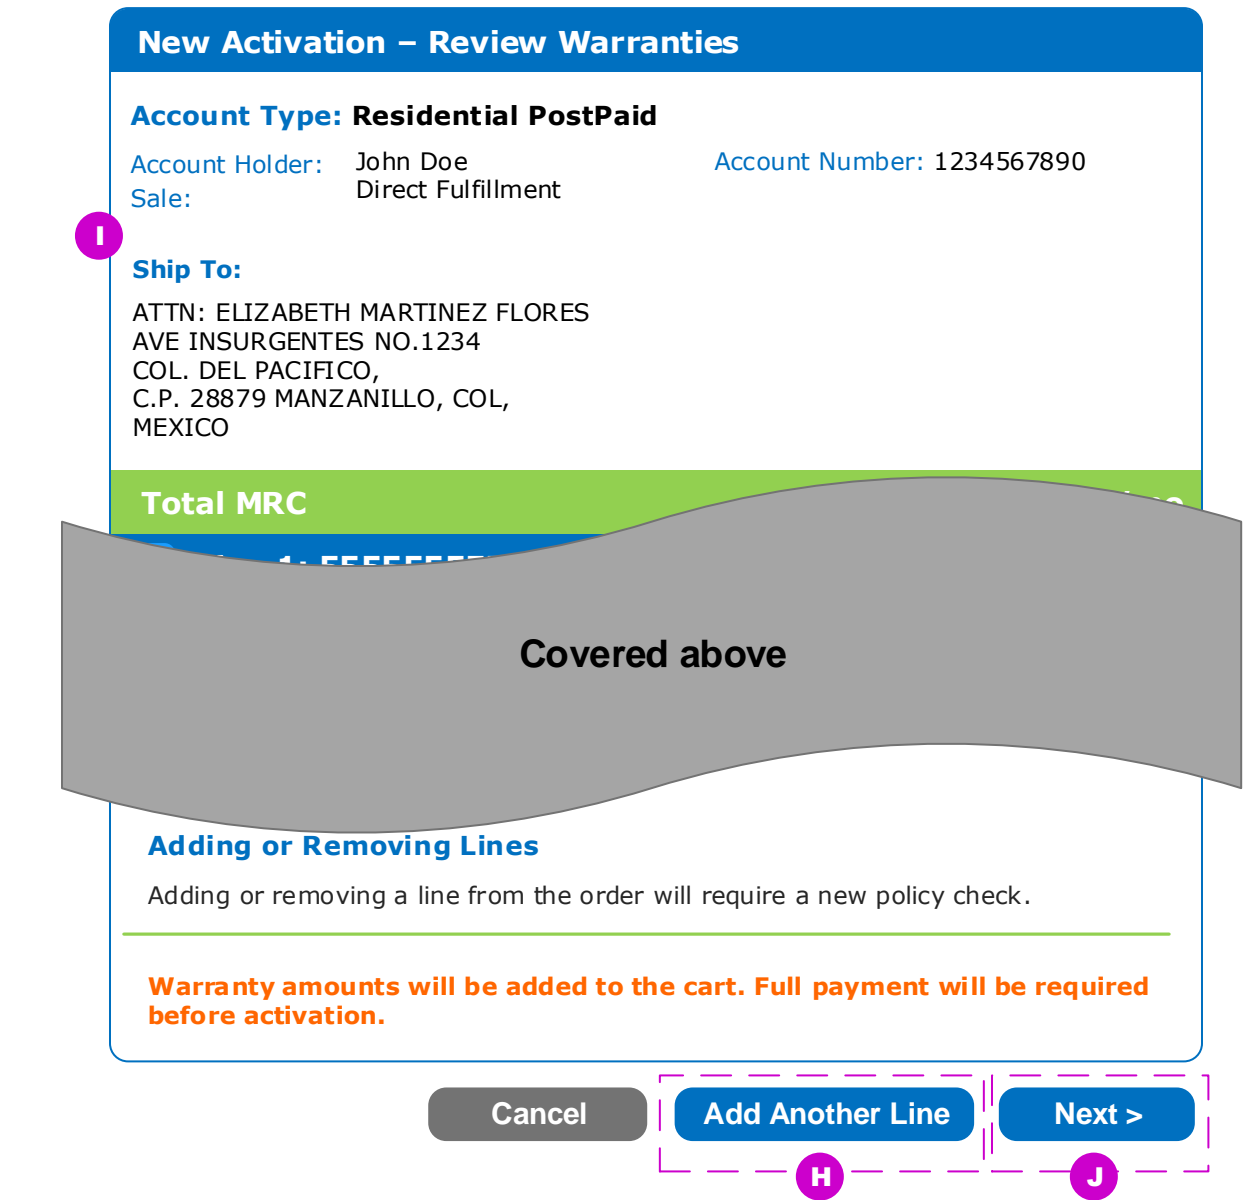 New Activation – Review Warranties
Account Type: Residential PostPaid
Account Holder: John Doe
Account Number: 1234567890
Sale: Direct Fulfillment
I
Ship To:
ATTN: ELIZABETH MARTINEZ FLORES
AVE INSURGENTES NO.1234
COL. DEL PACIFICO,
C.P. 28879 MANZANILLO, COL,
MEXICO
Total MRC
Covered above
Adding or Removing Lines
Adding or removing a line from the order will require a new policy check.
Warranty amounts will be added to the cart. Full payment will be required
before activation.
Cancel
Add Another Line
Next >
H
J